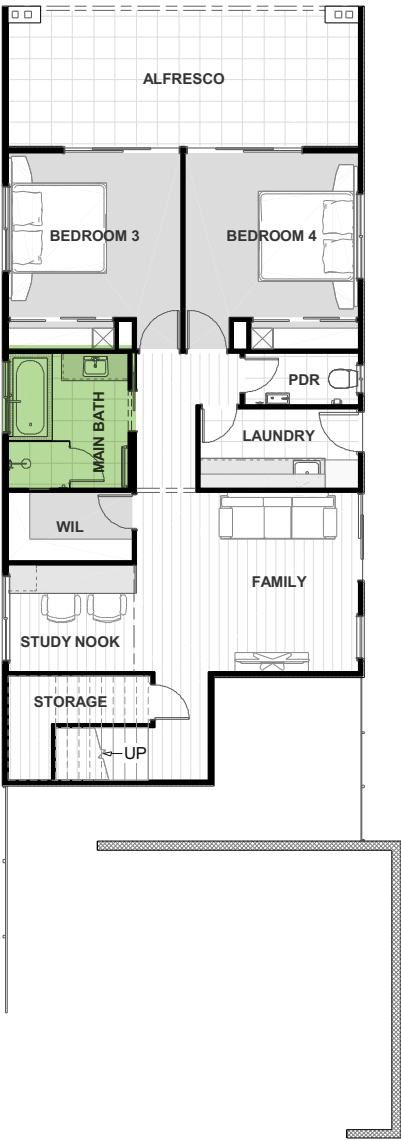 ALFRESCO
BEDROOM 3
BEDROOM 4
PDR
MAIN BATH
LAUNDRY
WIL
FAMILY
STUDY NOOK
STORAGE
UP